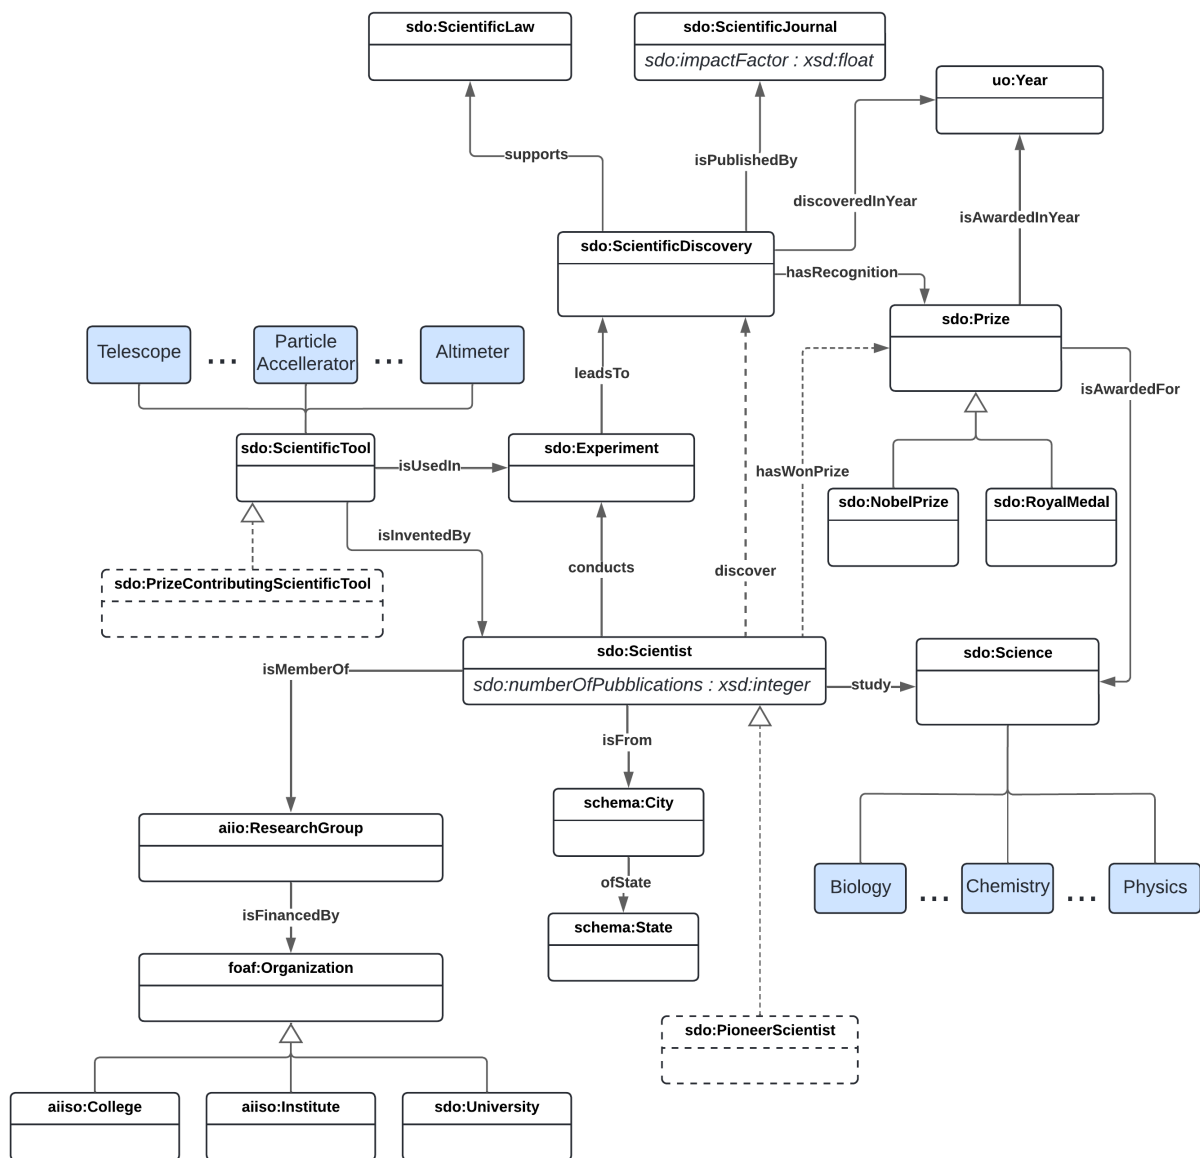 sdo:ScientificLaw
sdo:ScientificJournal
sdo:impactFactor : xsd:float
uo:Year
supports
isPublishedBy
discoveredInYear
isAwardedInYear
sdo:ScientificDiscovery
hasRecognition
sdo:Prize
Telescope
...
Particle
Accellerator
...
Altimeter
leadsTo
isAwardedFor
sdo:ScientificTool
isUsedIn
sdo:Experiment
hasWonPrize
sdo:NobelPrize
sdo:RoyalMedal
isInventedBy
conducts
discover
sdo:PrizeContributingScientificTool
isMemberOf
sdo:Scientist
sdo:numberOfPubblications : xsd:integer
study
sdo:Science
isFrom
schema:City
aiio:ResearchGroup
ofState
Biology
...
Chemistry
...
Physics
isFinancedBy
schema:State
foaf:Organization
sdo:PioneerScientist
aiiso:College
aiiso:Institute
sdo:University